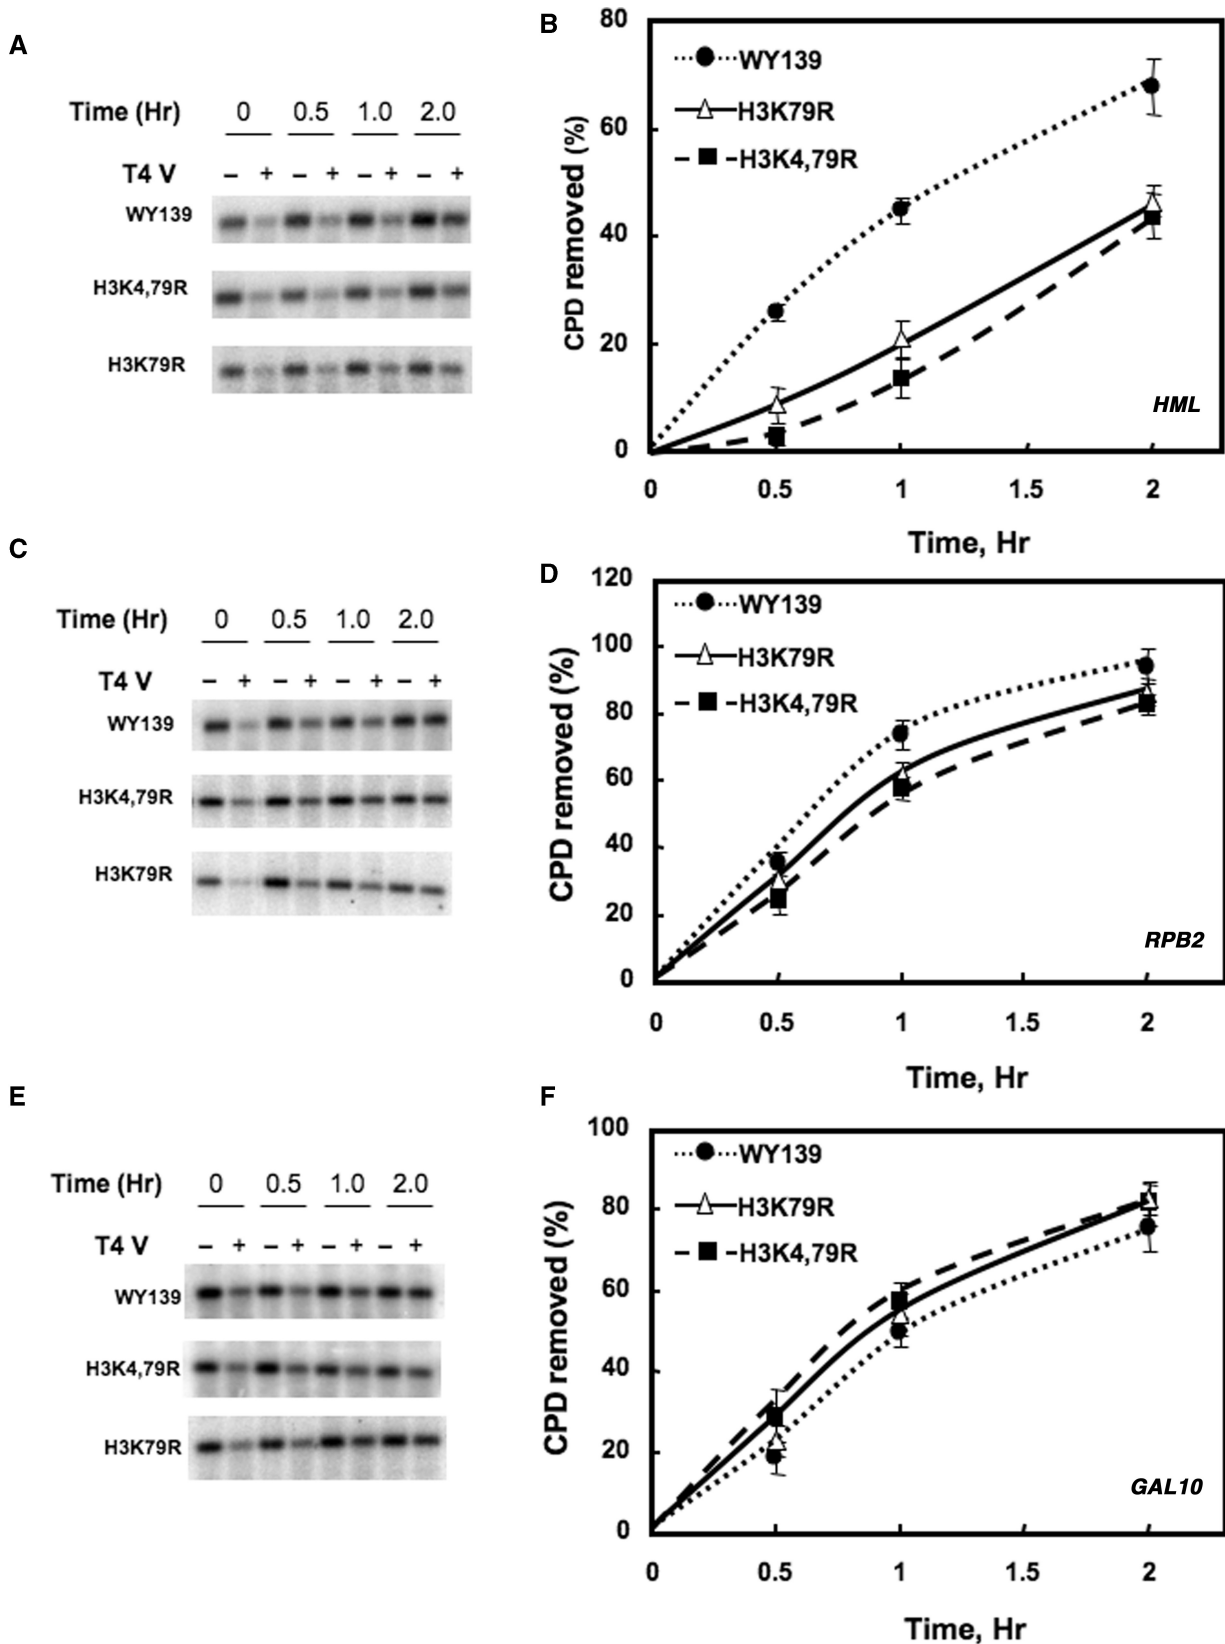 A
Time (Hr) 0 0.5 1.0 2.0
T4 V – + – + – + – +
WY139
H3K4,79R
H3K79R
B
80
60
40
20
0
CPD removed (%)
WY139
H3K79R
H3K4,79R
HML
0 0.5 1 1.5 2
Time, Hr
C
Time (Hr) 0 0.5 1.0 2.0
T4 V – + – + – + – +
WY139
H3K4,79R
H3K79R
D
120
100
80
60
40
20
0
CPD removed (%)
WY139
H3K79R
H3K4,79R
RPB2
0 0.5 1 1.5 2
Time, Hr
E
Time (Hr) 0 0.5 1.0 2.0
T4 V – + – + – + – +
WY139
H3K4,79R
H3K79R
F
100
80
60
40
20
0
CPD removed (%)
WY139
H3K79R
H3K4,79R
GAL10
0 0.5 1 1.5 2
Time, Hr